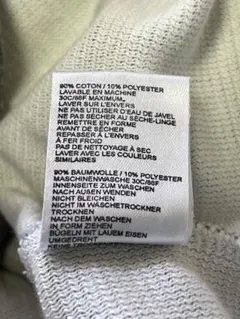 90% COTON / 10% POLYESTER
LAVABLE EN MACHINE
30C/86F MAXIMUM,
LAVER SUR L'ENVERS
NE PAS UTILISER D'EAU DE JAVEL
NE PAS SÉCHER AU SÈCHE-LINGE
REMETTRE EN FORME
AVANT DE SÉCHER
REPASSER À L'ENVERS
À FER FROID
PAS DE NETTOYAGE À SEC
LAVER AVEC LES COULEURS
SIMILAIRES
90% BAUMWOLLE / 10% POLYESTER
MASCHINENWÄSCHE 30C/86F
INNENSEITE ZUM WASCHEN
NACH AUßEN WENDEN
NICHT BLEICHEN
NICHT IM WÄSCHETROCKNER
TROCKNEN
NACH DEM WASCHEN
IN FORM ZIEHEN
BÜGELN MIT LAUEM EISEN
UMGEDREHT
KEINE